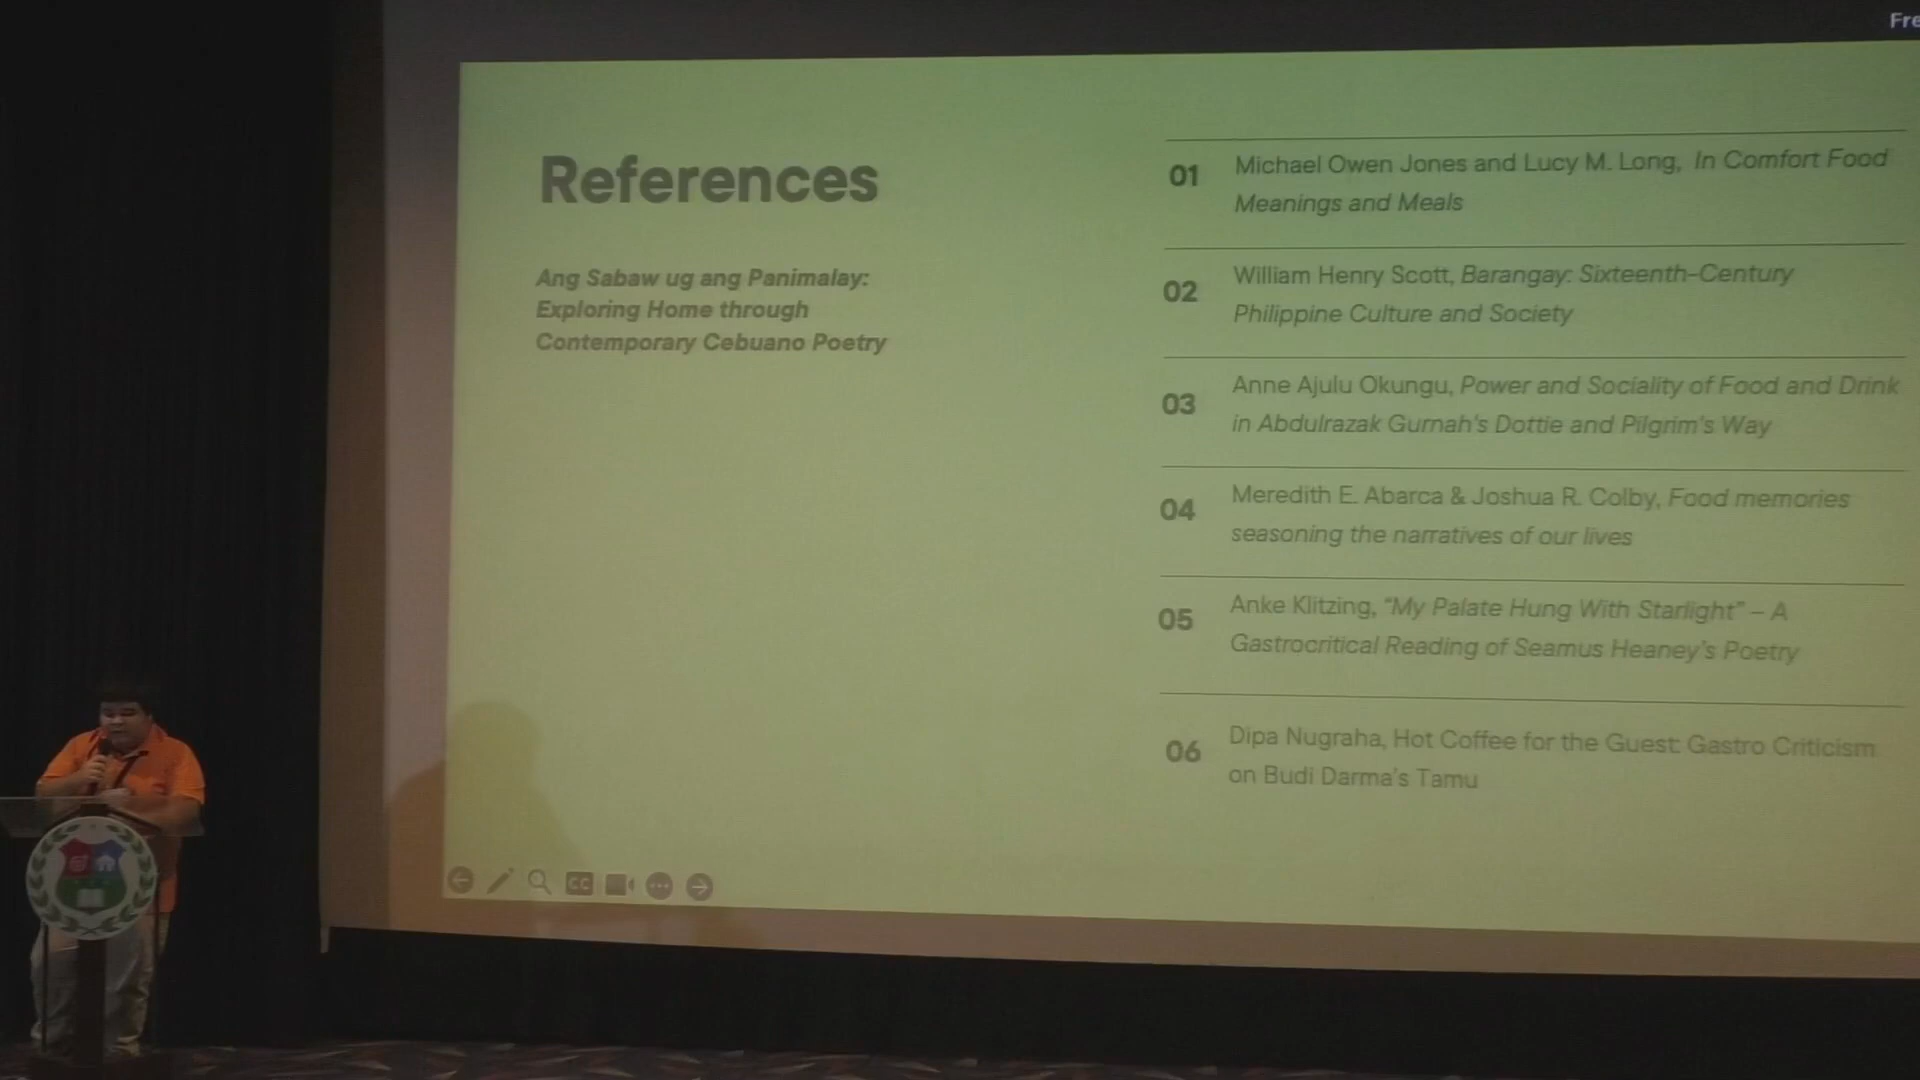 Fre
References
Ang Sabaw ug ang Panimalay:
Exploring Home through
Contemporary Cebuano Poetry
01
Michael Owen Jones and Lucy M. Long, In Comfort Food
Meanings and Meals
02
William Henry Scott, Barangay: Sixteenth-Century
Philippine Culture and Society
03
Anne Ajulu Okungu, Power and Sociality of Food and Drink
in Abdulrazak Gurnah's Dottie and Pilgrim's Way
04
Meredith E. Abarca & Joshua R. Colby, Food memories
seasoning the narratives of our lives
05
Anke Klitzing, "My Palate Hung With Starlight" – A
Gastrocritical Reading of Seamus Heaney's Poetry
06
Dipa Nugraha, Hot Coffee for the Guest: Gastro Criticism
on Budi Darma's Tamu
CC